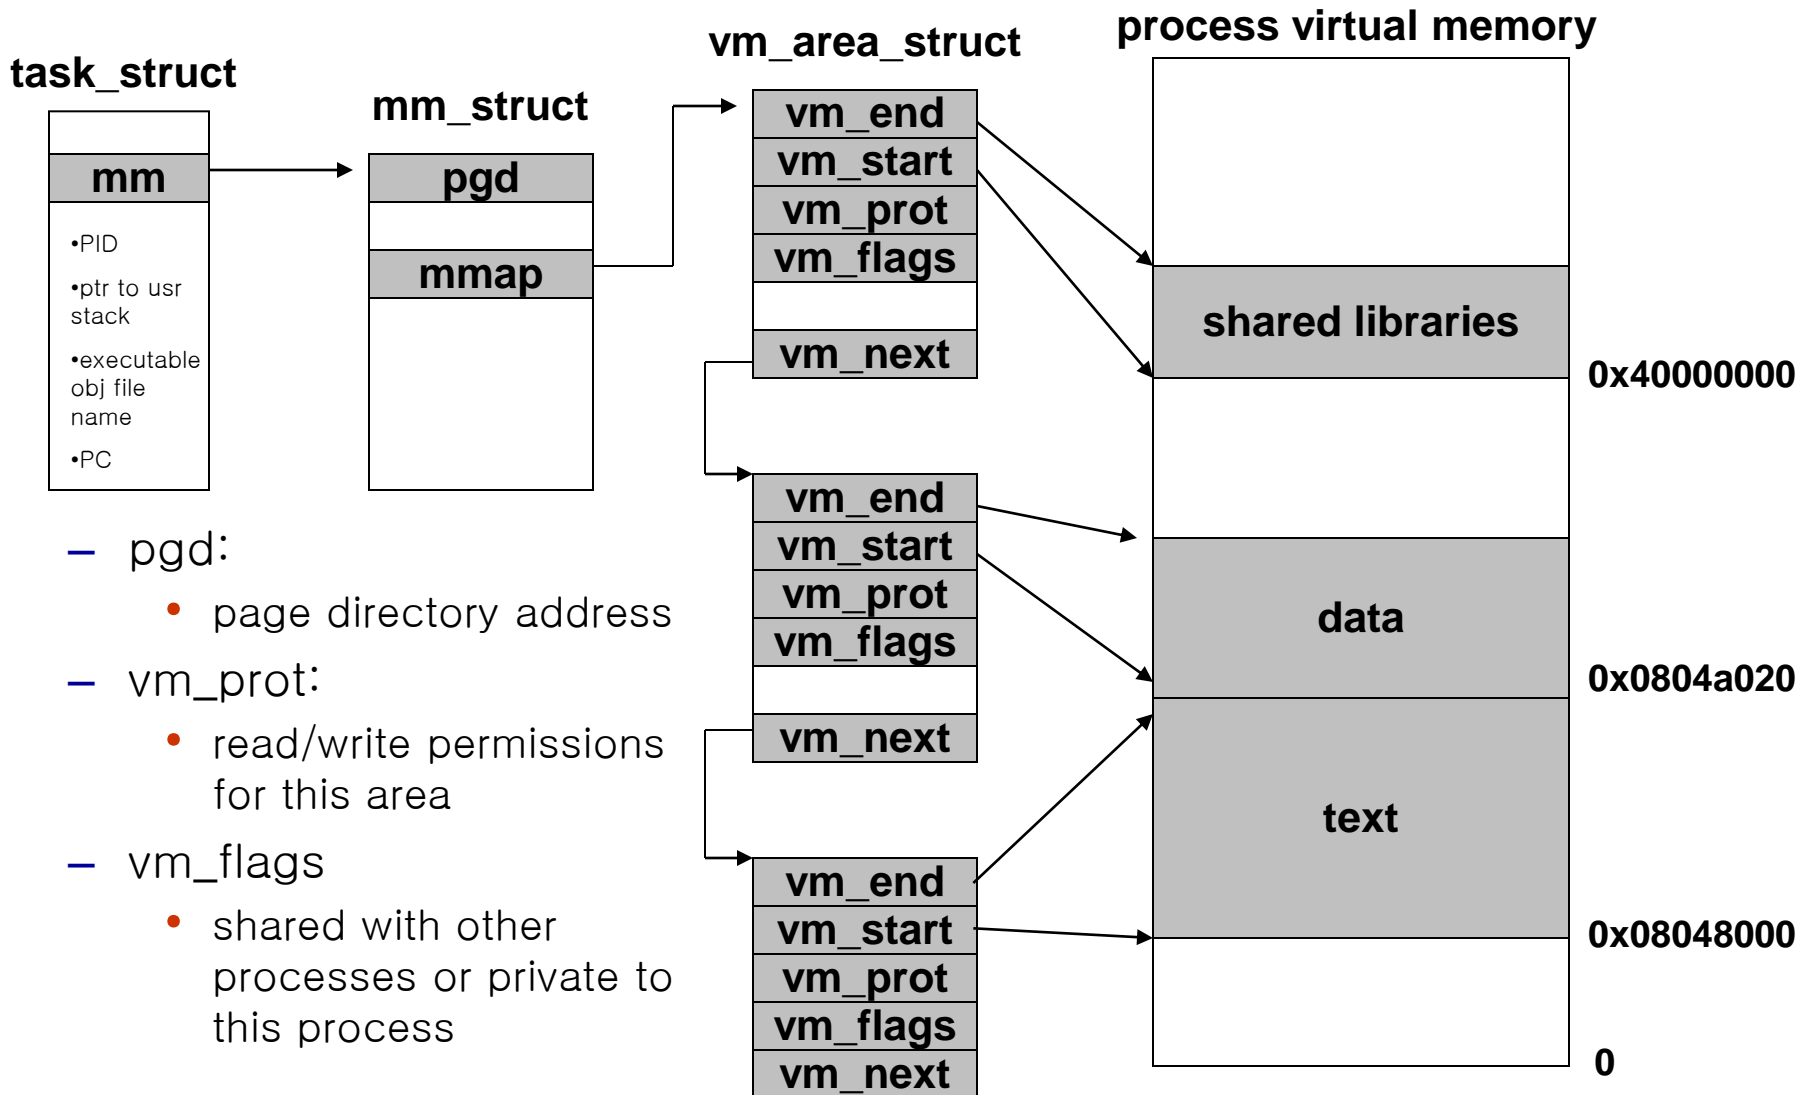 process virtual memory
vm_area_struct
task_struct
mm_struct
mm
•PID
•ptr to usr
stack
•executable
obj file
name
•PC
pgd
mmap
vm_end
vm_start
vm_prot
vm_flags
vm_next
vm_end
vm_start
vm_prot
vm_flags
vm_next
vm_end
vm_start
vm_prot
vm_flags
vm_next
shared libraries
0x40000000
data
0x0804a020
text
0x08048000
0
– pgd:
• page directory address
– vm_prot:
• read/write permissions
for this area
– vm_flags
• shared with other
processes or private to
this process